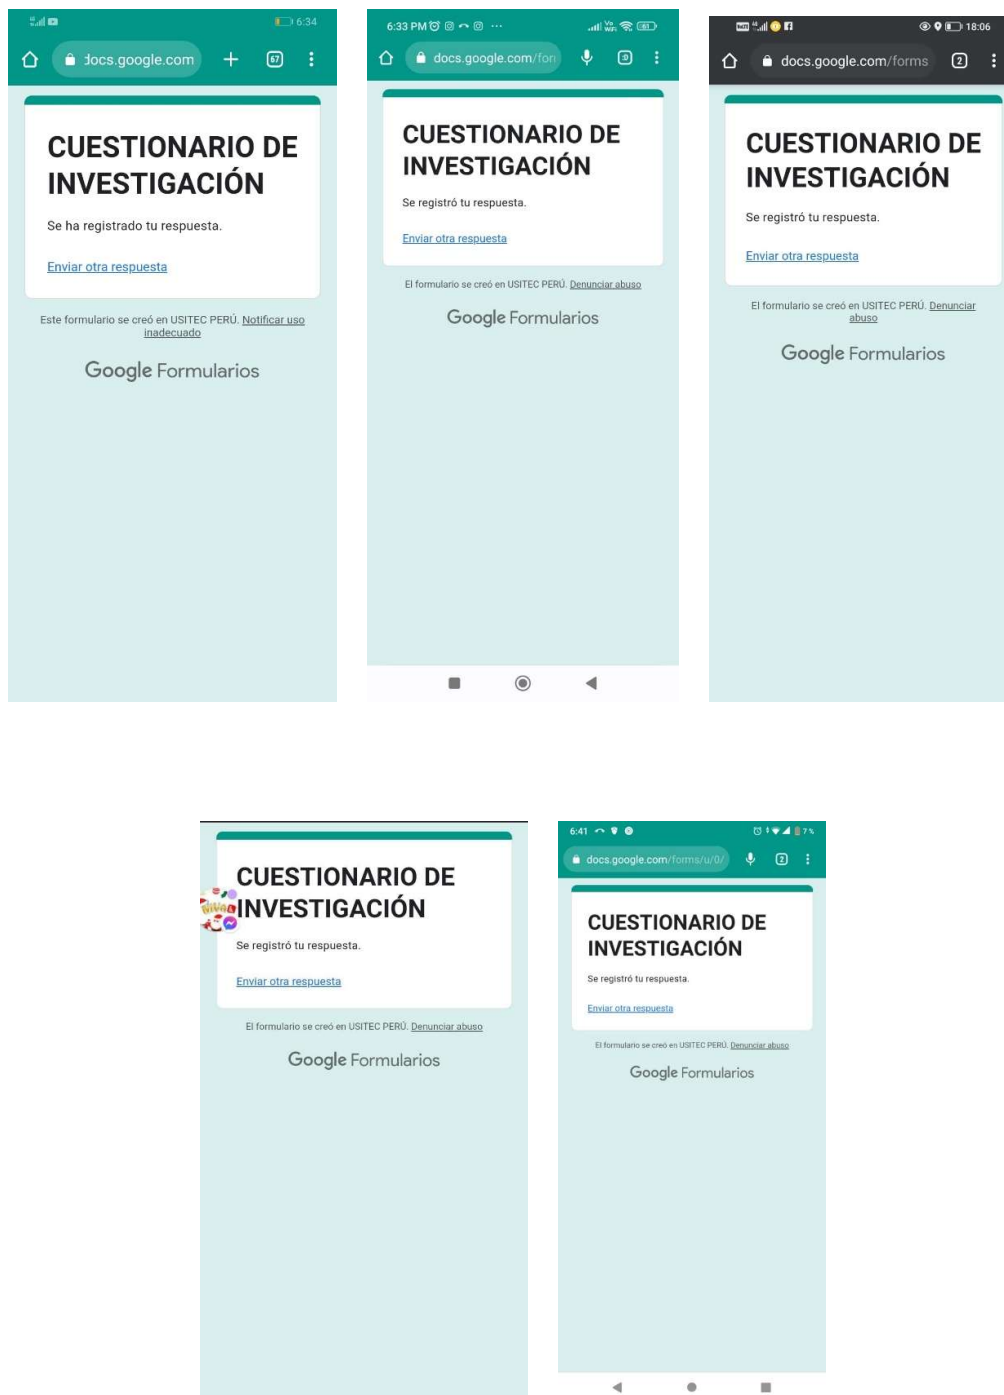 6:34
docs.google.com
67
CUESTIONARIO DE
INVESTIGACIÓN
Se ha registrado tu respuesta.
Enviar otra respuesta
Este formulario se creó en USITEC PERÚ. Notificar uso
inadecuado
Google Formularios
6:33 PM
docs.google.com/fon
:D
CUESTIONARIO DE
INVESTIGACIÓN
Se registró tu respuesta.
Enviar otra respuesta
El formulario se creó en USITEC PERÚ. Denunciar abuso
Google Formularios
18:06
docs.google.com/forms
2
CUESTIONARIO DE
INVESTIGACIÓN
Se registró tu respuesta.
Enviar otra respuesta
El formulario se creó en USITEC PERÚ. Denunciar
abuso
Google Formularios
CUESTIONARIO DE
INVESTIGACIÓN
Se registró tu respuesta.
Enviar otra respuesta
El formulario se creó en USITEC PERÚ. Denunciar abuso
Google Formularios
6:41 7%
docs.google.com/forms/u/0/
2
CUESTIONARIO DE
INVESTIGACIÓN
Se registró tu respuesta.
Enviar otra respuesta
El formulario se creó en USITEC PERÚ. Denunciar abuso
Google Formularios